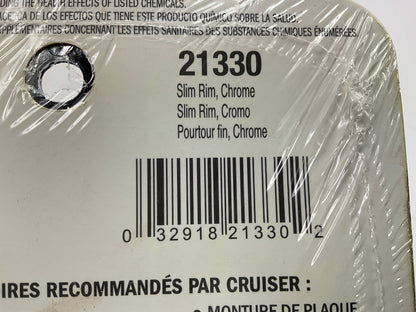 DING THE HEALTH EFFECTS OF LISTED CHEMICALS.
ACERCA DE LOS EFECTOS QUE TIENE ESTE PRODUCTO QUÍMICO SOBRE LA SALUD.
SUPPLÉMENTAIRES CONCERNANT LES EFFETS SANITAIRES DES SUBSTANCES CHIMIQUES ÉNUMÉRÉES.
21330
Slim Rim, Chrome
Slim Rim, Cromo
Pourtour fin, Chrome
0 32918 21330 2
IRES RECOMMANDÉS PAR CRUISER :
• MONTURE DE PLAQUE